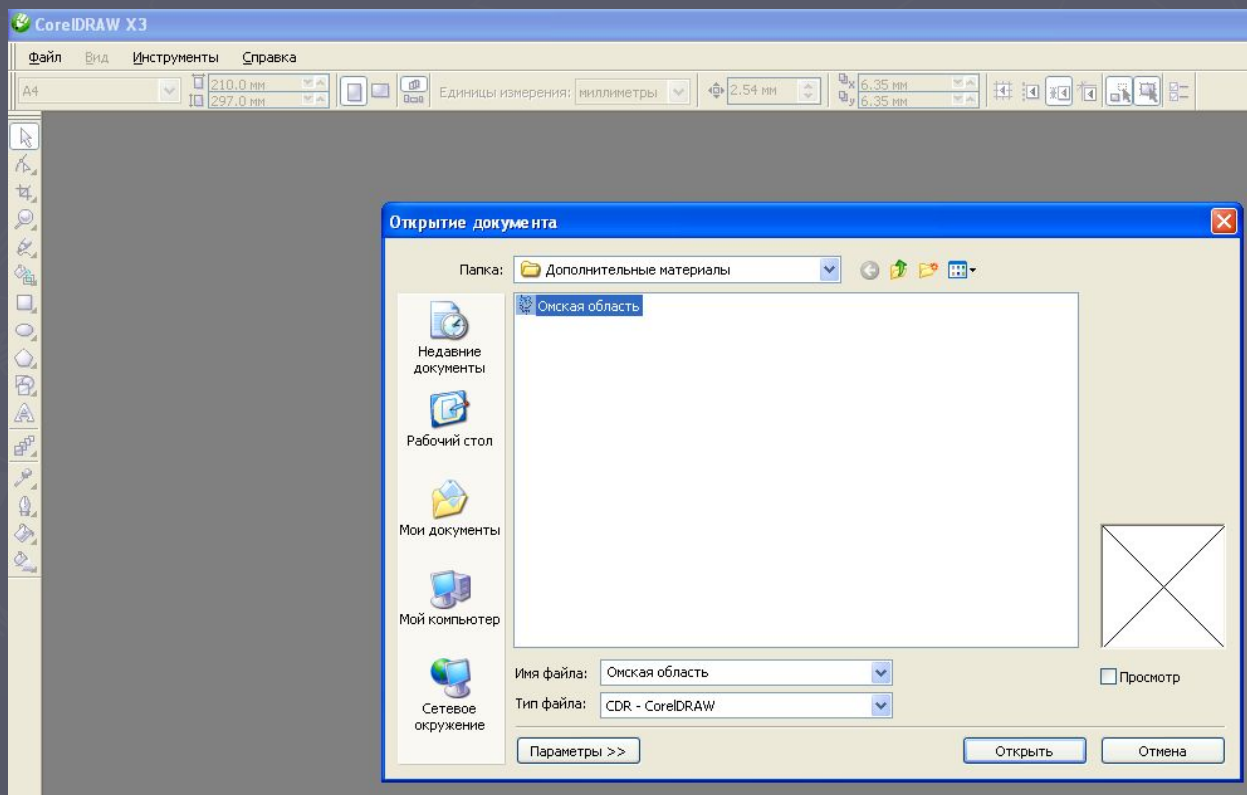 CorelDRAW X3
Файл Вид Инструменты Справка
A4
210.0 мм
297.0 мм
Единицы измерения: миллиметры
2.54 мм
x 6.35 мм
y 6.35 мм
Открытие документа
Папка: Дополнительные материалы
Омская область
Недавние
документы
Рабочий стол
Мои документы
Мой компьютер
Сетевое
окружение
Имя файла: Омская область
Тип файла: CDR - CorelDRAW
Просмотр
Параметры >>
Открыть
Отмена